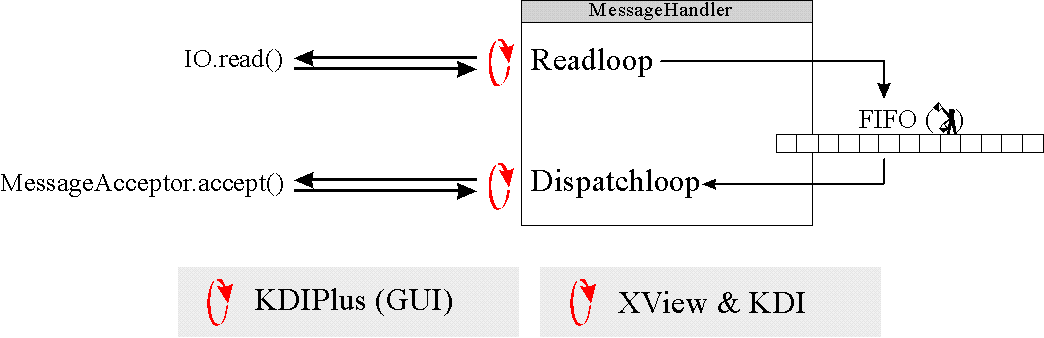 MessageHandler
IO.read()
Readloop
FIFO ( )
MessageAcceptor.accept()
Dispatchloop
KDIPlus (GUI)
XView & KDI